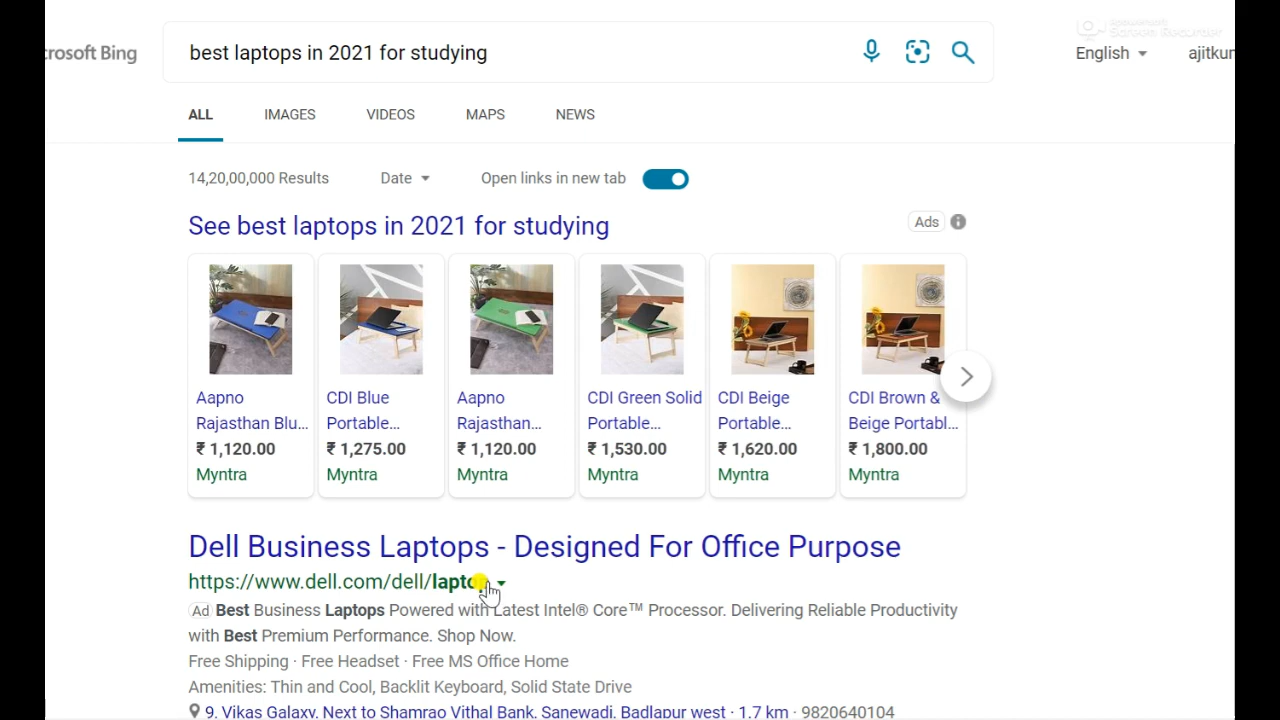 crosoft Bing
best laptops in 2021 for studying
Screen Recorder
English
ajitkur
ALL IMAGES VIDEOS MAPS NEWS
14,20,00,000 Results Date Open links in new tab
See best laptops in 2021 for studying
Ads
Aapno
Rajasthan Blu...
₹ 1,120.00
Myntra
CDI Blue
Portable...
₹ 1,275.00
Myntra
Aapno
Rajasthan...
₹ 1,120.00
Myntra
CDI Green Solid
Portable...
₹ 1,530.00
Myntra
CDI Beige
Portable...
₹ 1,620.00
Myntra
CDI Brown &
Beige Portabl...
₹ 1,800.00
Myntra
Dell Business Laptops - Designed For Office Purpose
https://www.dell.com/dell/laptop
Ad Best Business Laptops Powered with Latest Intel® Core™ Processor. Delivering Reliable Productivity
with Best Premium Performance. Shop Now.
Free Shipping · Free Headset · Free MS Office Home
Amenities: Thin and Cool, Backlit Keyboard, Solid State Drive
9, Vikas Galaxy, Next to Shamrao Vithal Bank, Sanewadi, Badlapur west · 1.7 km · 9820640104